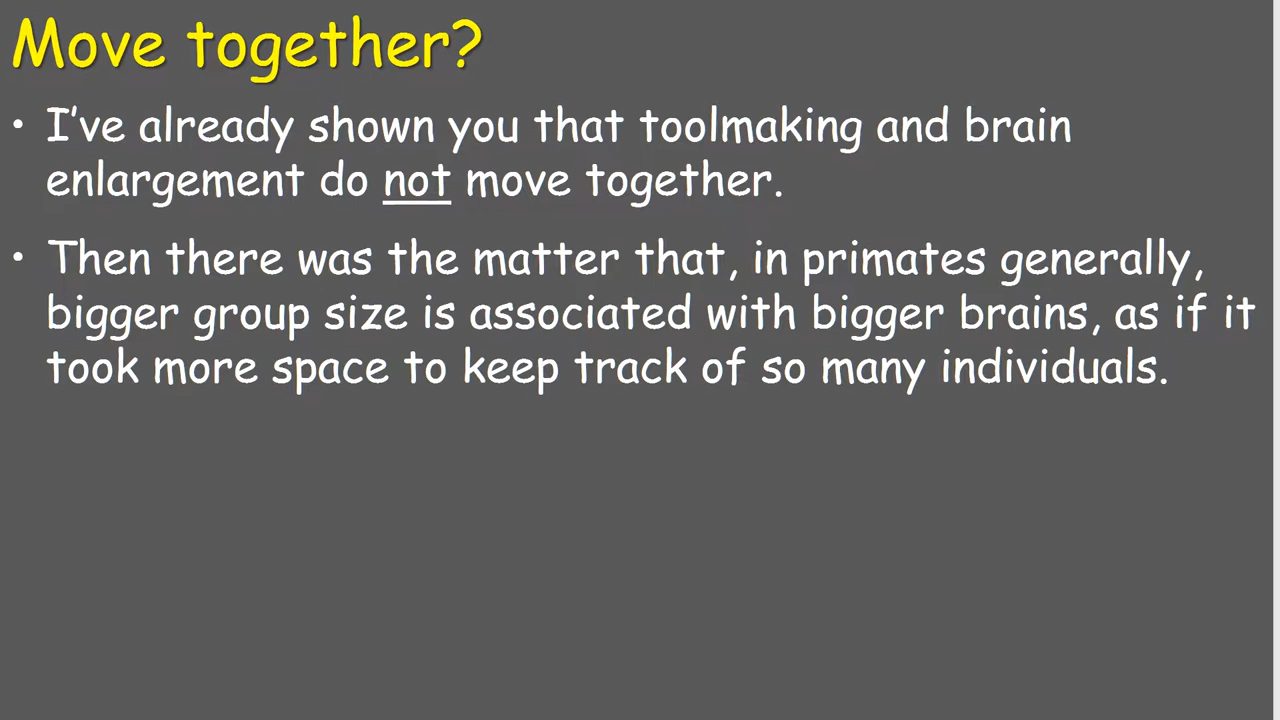 Move together?
• I've already shown you that toolmaking and brain
enlargement do not move together.
• Then there was the matter that, in primates generally,
bigger group size is associated with bigger brains, as if it
took more space to keep track of so many individuals.